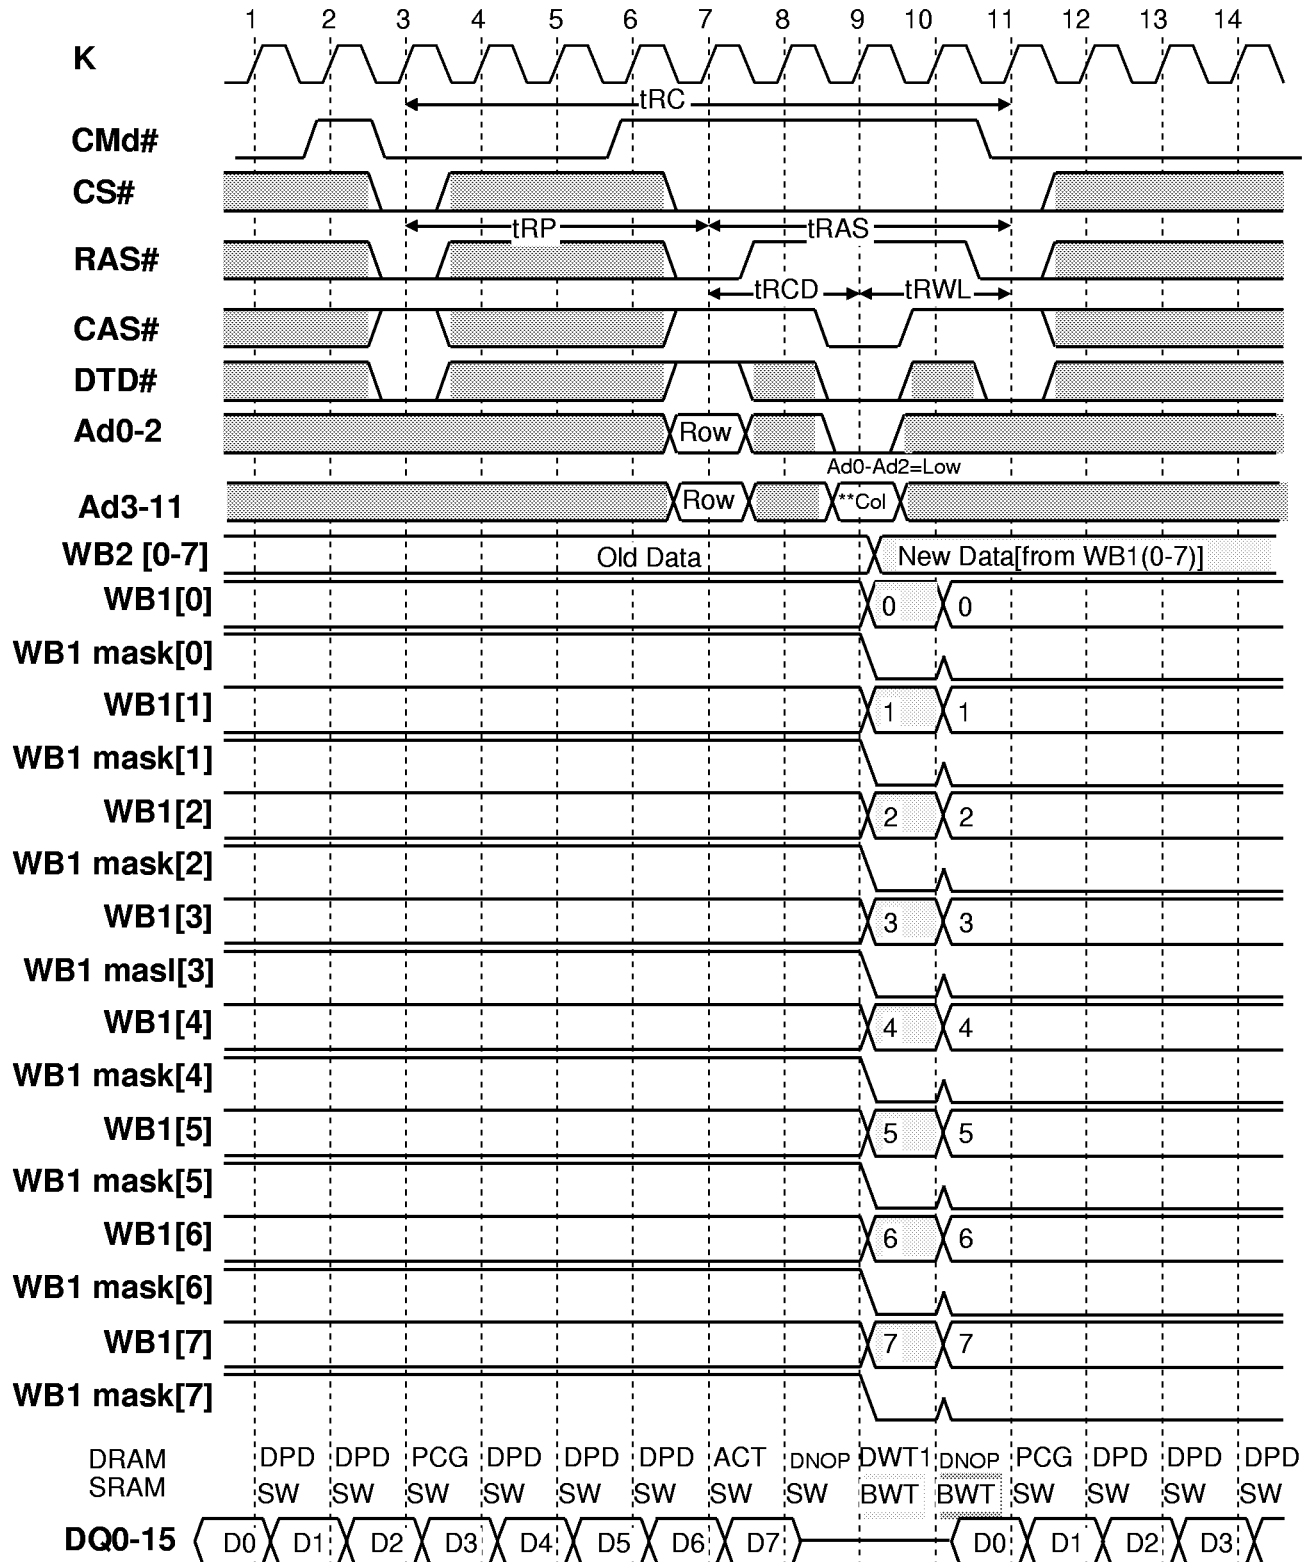 1 2 3 4 5 6 7 8 9 10 11 12 13 14
K
tRC
CMd#
CS#
tRP tRAS
RAS#
tRCD tRWL
CAS#
DTD#
Ad0-2 Row
Ad0-Ad2=Low
Ad3-11 Row **Col
WB2 [0-7] Old Data New Data[from WB1(0-7)]
WB1[0] 0 0
WB1 mask[0]
WB1[1] 1 1
WB1 mask[1]
WB1[2] 2 2
WB1 mask[2]
WB1[3] 3 3
WB1 masl[3]
WB1[4] 4 4
WB1 mask[4]
WB1[5] 5 5
WB1 mask[5]
WB1[6] 6 6
WB1 mask[6]
WB1[7] 7 7
WB1 mask[7]
DRAM DPD DPD PCG DPD DPD DPD ACT DNOP DWT1 DNOP PCG DPD DPD DPD
SRAM SW SW SW SW SW SW SW SW BWT BWT SW SW SW SW
DQ0-15 D0 D1 D2 D3 D4 D5 D6 D7 D0 D1 D2 D3